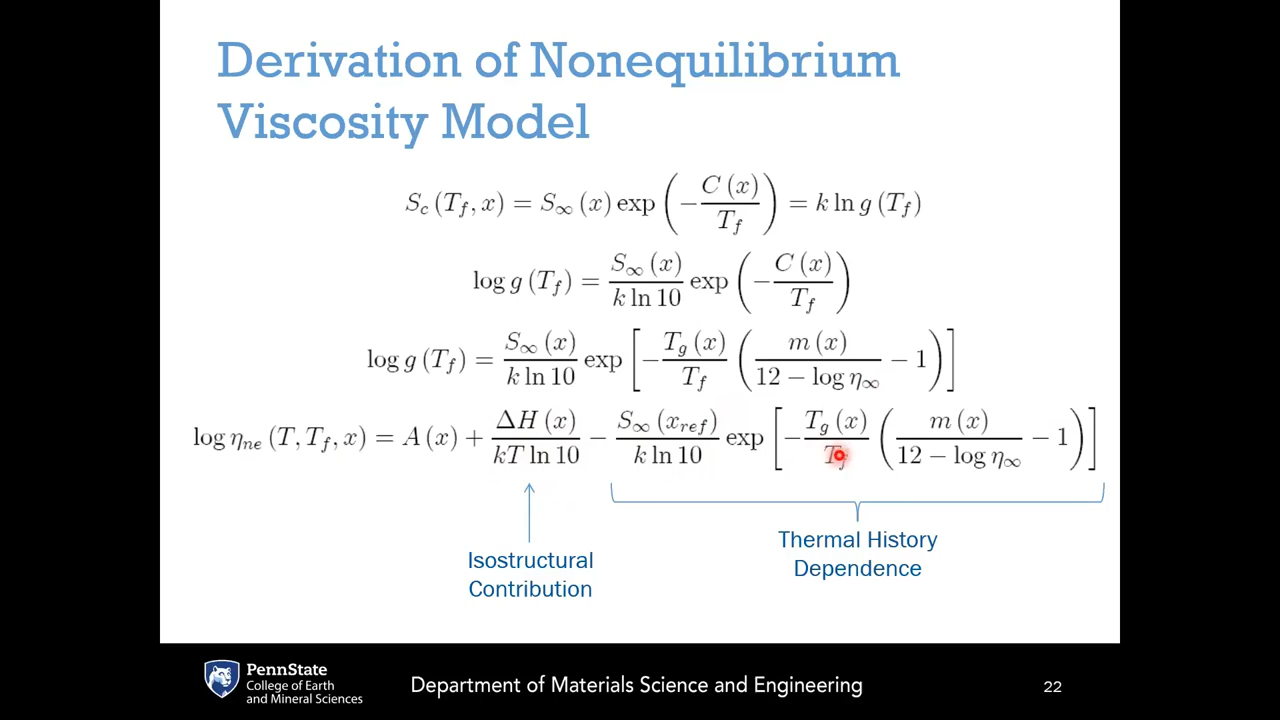 Derivation of Nonequilibrium
Viscosity Model
S_c (T_f, x) = S_∞ (x) exp (− C (x) / T_f) = k ln g (T_f)
log g (T_f) = S_∞ (x) / k ln 10 exp (− C (x) / T_f)
log g (T_f) = S_∞ (x) / k ln 10 exp [− T_g (x) / T_f (m (x) / 12 − log η_∞ − 1)]
log η_ne (T, T_f, x) = A (x) + ΔH (x) / kT ln 10 − S_∞ (x_ref) / k ln 10 exp [− T_g (x) / T_f (m (x) / 12 − log η_∞ − 1)]
Isostructural
Contribution
Thermal History
Dependence
PennState
College of Earth
and Mineral Sciences
Department of Materials Science and Engineering
22